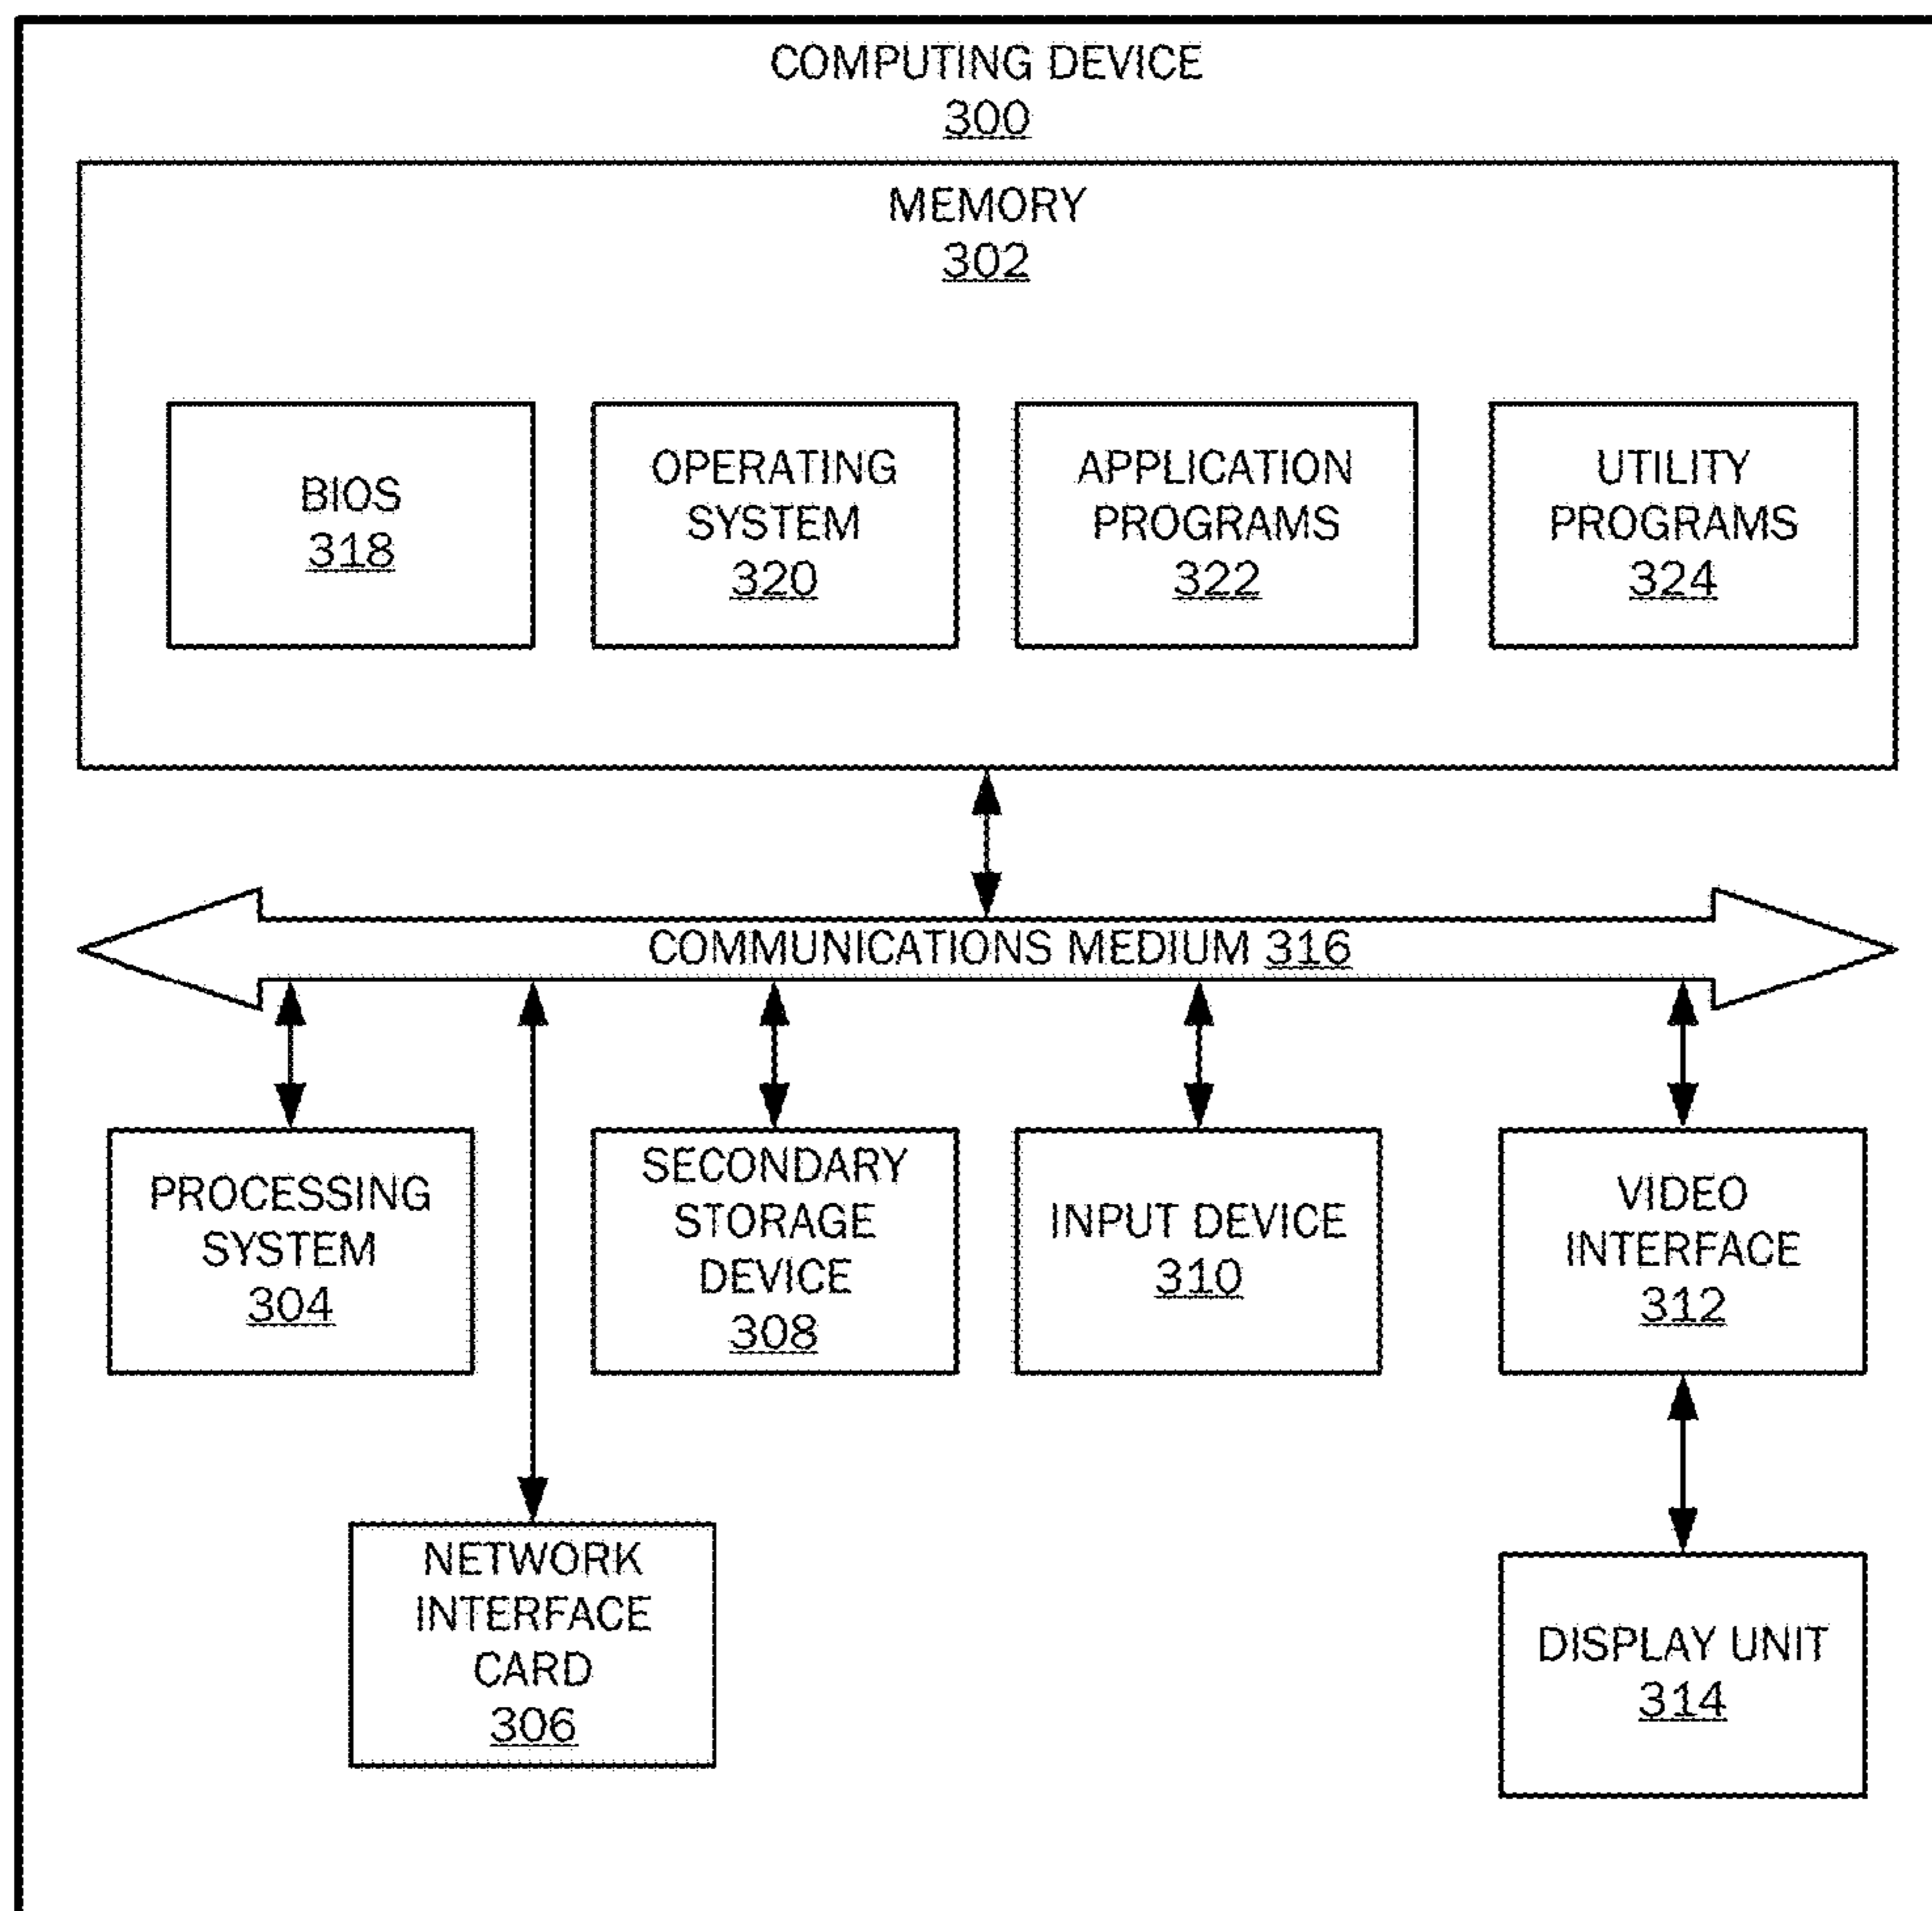 COMPUTING DEVICE
300
MEMORY
302
BIOS
318
OPERATING
SYSTEM
320
APPLICATION
PROGRAMS
322
UTILITY
PROGRAMS
324
COMMUNICATIONS MEDIUM 316
PROCESSING
SYSTEM
304
SECONDARY
STORAGE
DEVICE
308
INPUT DEVICE
310
VIDEO
INTERFACE
312
NETWORK
INTERFACE
CARD
306
DISPLAY UNIT
314